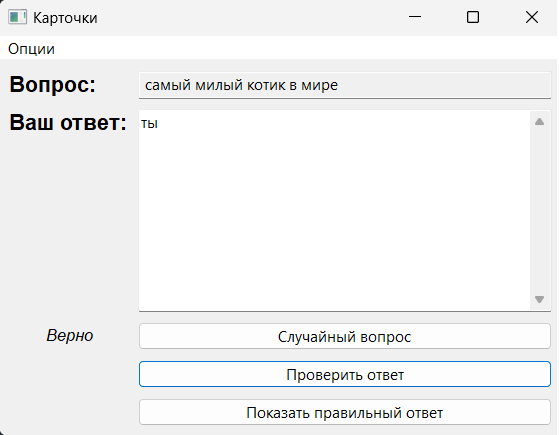 Карточки
Опции
Вопрос: самый милый котик в мире
Ваш ответ: ты
Верно Случайный вопрос
Проверить ответ
Показать правильный ответ